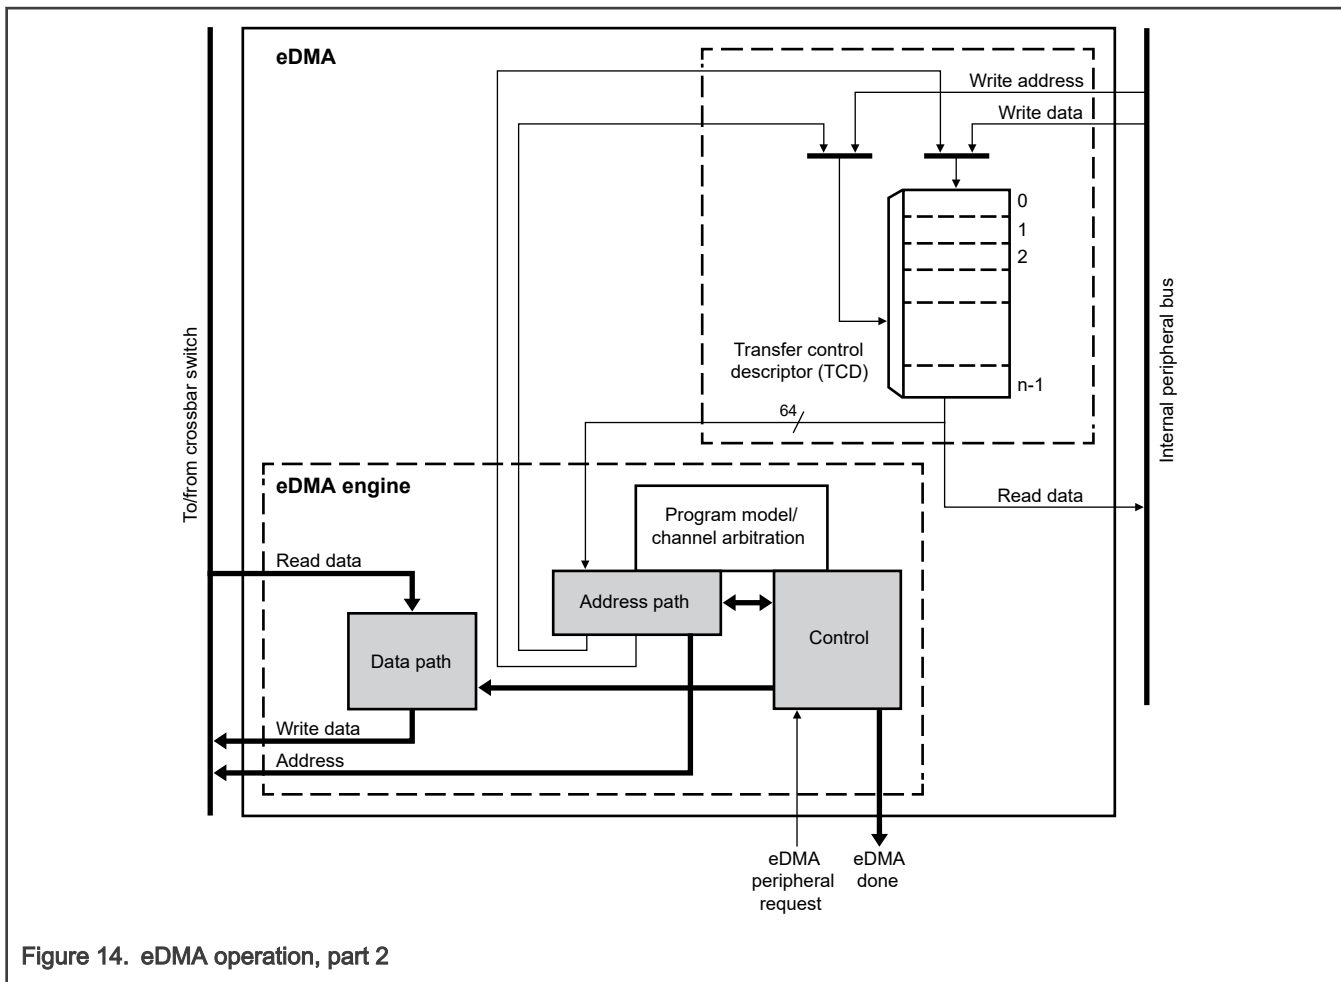 eDMA
Write address
Write data
0
1
2
n-1
Transfer control
descriptor (TCD)
64
Read data
To/from crossbar switch
Internal peripheral bus
eDMA engine
Program model/
channel arbitration
Read data
Address path
Control
Data path
Write data
Address
eDMA
peripheral
request
eDMA
done
Figure 14. eDMA operation, part 2